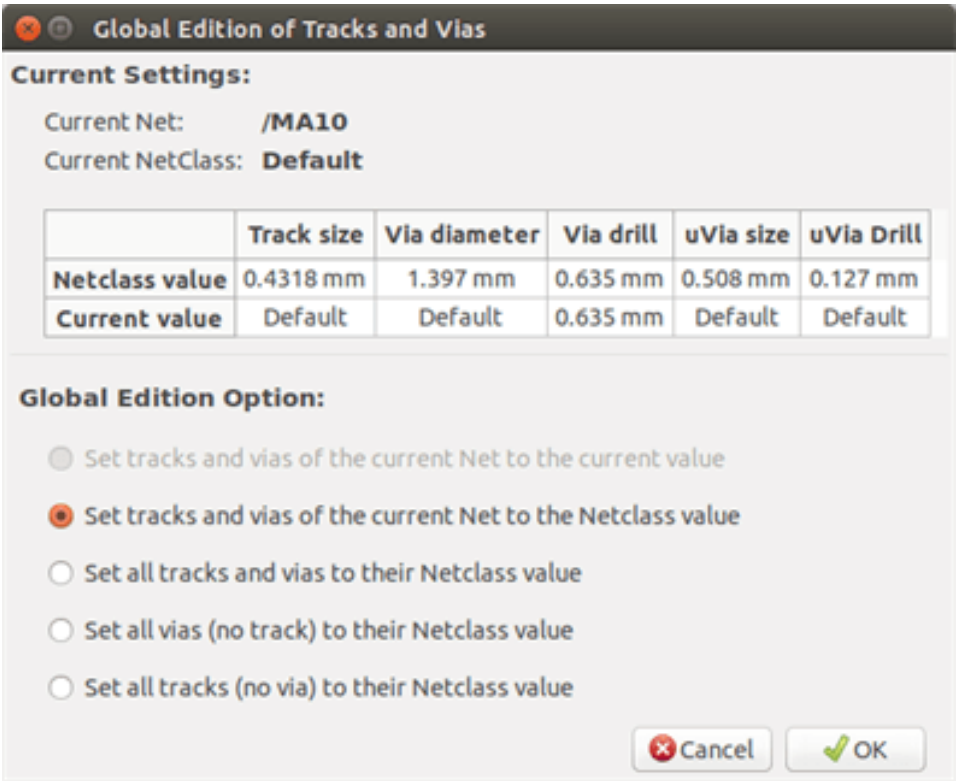 Global Edition of Tracks and Vias
Current Settings:
Current Net: /MA10
Current NetClass: Default
Track size Via diameter Via drill uVia size uVia Drill
Netclass value 0.4318 mm 1.397 mm 0.635 mm 0.508 mm 0.127 mm
Current value Default Default 0.635 mm Default Default
Global Edition Option:
Set tracks and vias of the current Net to the current value
Set tracks and vias of the current Net to the Netclass value
Set all tracks and vias to their Netclass value
Set all vias (no track) to their Netclass value
Set all tracks (no via) to their Netclass value
Cancel OK